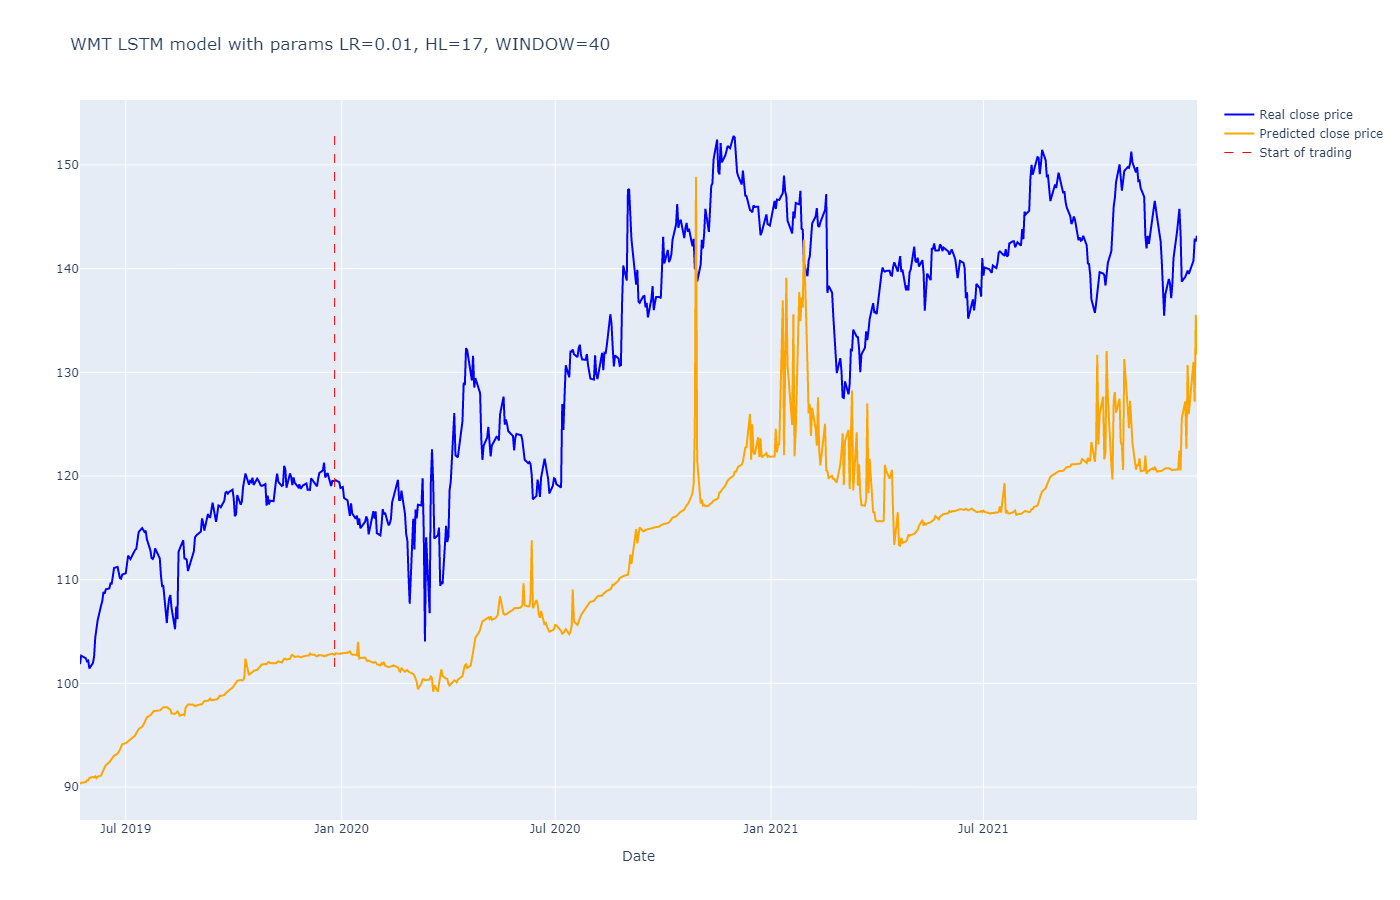 WMT LSTM model with params LR=0.01, HL=17, WINDOW=40
Real close price
Predicted close price
Start of trading
150
140
130
120
110
100
90
Jul 2019
Jan 2020
Jul 2020
Jan 2021
Jul 2021
Date